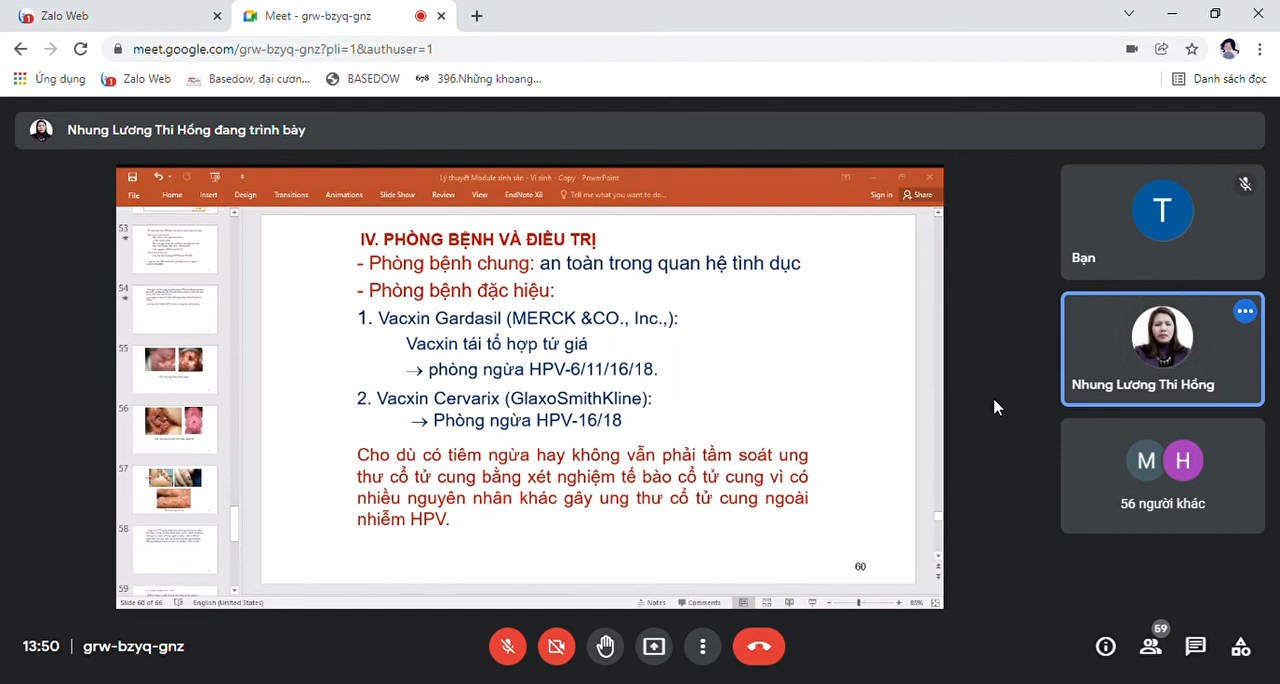 Zalo Web
Meet - grw-bzyq-gnz
meet.google.com/grw-bzyq-gnz?pli=1&authuser=1
Ứng dụng
Zalo Web
Basedow, đại cươn...
BASEDOW
678
396.Những khoang...
Danh sách đọc
Nhung Lương Thi Hồng đang trình bày
Lý thuyết Module sinh sản - Vi sinh - Copy - PowerPoint
File Home Insert Design Transitions Animations Slide Show Review View EndNote X8 Tell me what you want to do... Sign in Share
53
54
55
56
57
58
59
IV. PHÒNG BỆNH VÀ ĐIỀU TRỊ
- Phòng bệnh chung: an toàn trong quan hệ tình dục
- Phòng bệnh đặc hiệu:
1. Vacxin Gardasil (MERCK &CO., Inc.,):
Vacxin tái tổ hợp tứ giá
→ phòng ngừa HPV-6/11/16/18.
2. Vacxin Cervarix (GlaxoSmithKline):
→ Phòng ngừa HPV-16/18
Cho dù có tiêm ngừa hay không vẫn phải tầm soát ung
thư cổ tử cung bằng xét nghiệm tế bào cổ tử cung vì có
nhiều nguyên nhân khác gây ung thư cổ tử cung ngoài
nhiễm HPV.
60
Slide 60 of 66 English (United States) Notes Comments 85%
T
Bạn
Nhung Lương Thi Hồng
M H
56 người khác
13:50 | grw-bzyq-gnz
59